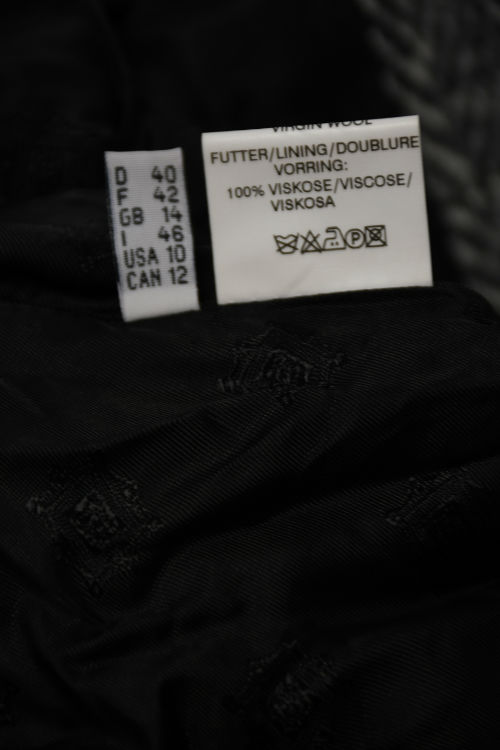 D 40
F 42
GB 14
I 46
USA 10
CAN 12
VIRGIN WOOL
FUTTER/LINING/DOUBLURE
VORRING:
100% VISKOSE/VISCOSE/
VISKOSA
P